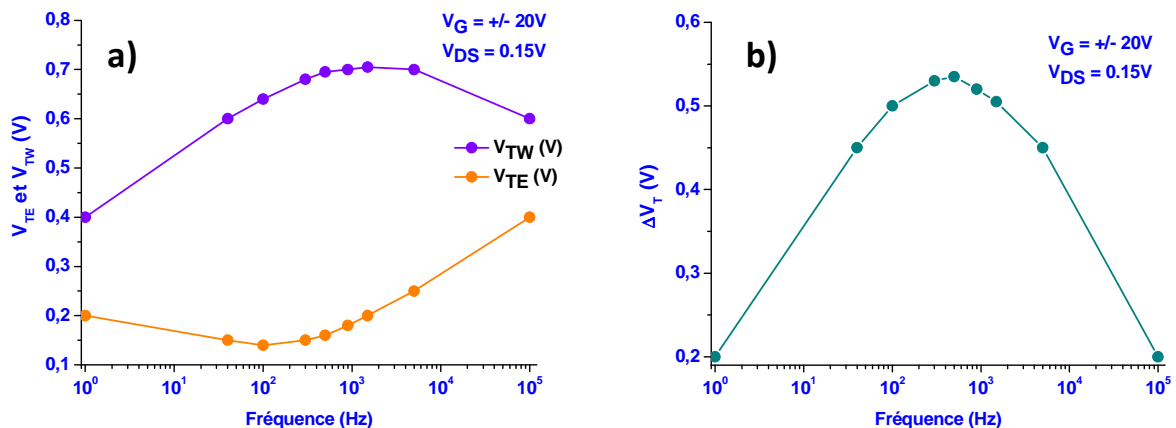 a)
V_G = +/- 20V
V_DS = 0.15V
V_TE et V_TW (V)
0,8
0,7
0,6
0,5
0,4
0,3
0,2
0,1
V_TW (V)
V_TE (V)
10^0
10^1
10^2
10^3
10^4
10^5
Fréquence (Hz)
b)
V_G = +/- 20V
V_DS = 0.15V
ΔV_T (V)
0,6
0,5
0,4
0,3
0,2
10^0
10^1
10^2
10^3
10^4
10^5
Fréquence (Hz)